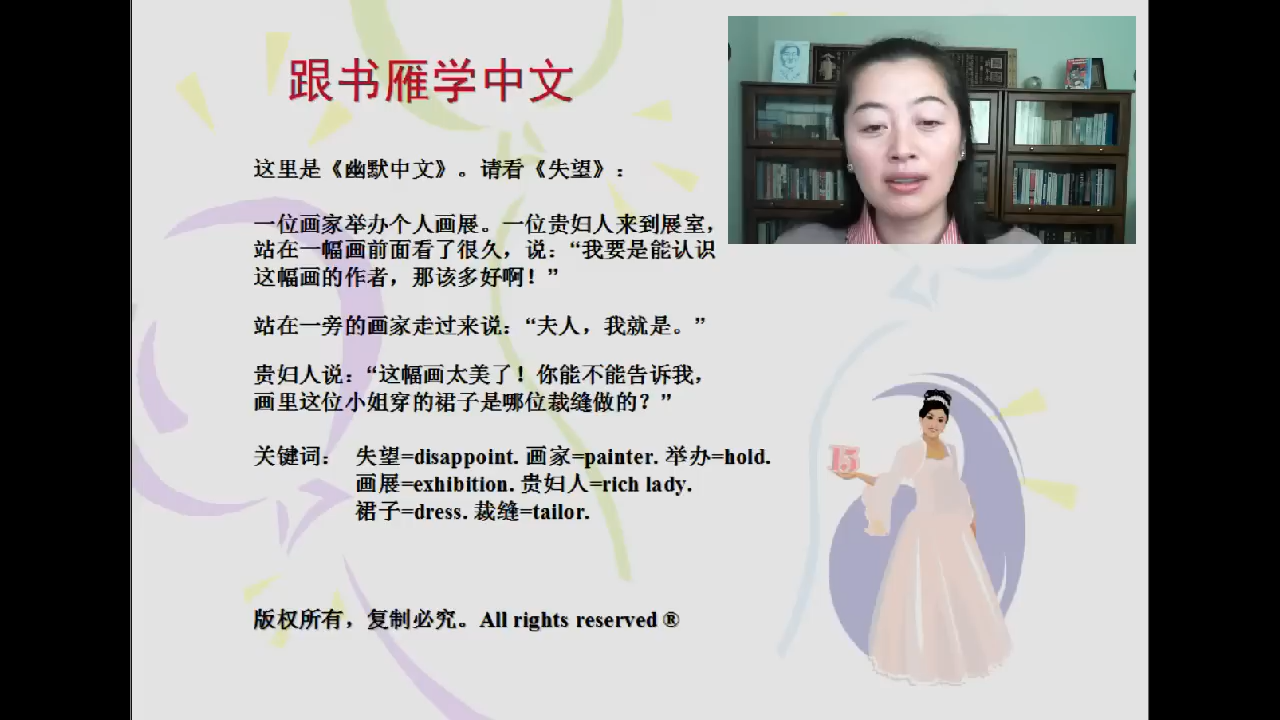 跟书雁学中文
这里是《幽默中文》。请看《失望》：
一位画家举办个人画展。一位贵妇人来到展室，
站在一幅画前面看了很久，说：“我要是能认识
这幅画的作者，那该多好啊！”
站在一旁的画家走过来说：“夫人，我就是。”
贵妇人说：“这幅画太美了！你能不能告诉我，
画里这位小姐穿的裙子是哪位裁缝做的？”
关键词： 失望=disappoint. 画家=painter. 举办=hold.
画展=exhibition. 贵妇人=rich lady.
裙子=dress. 裁缝=tailor.
15
版权所有，复制必究。All rights reserved ®